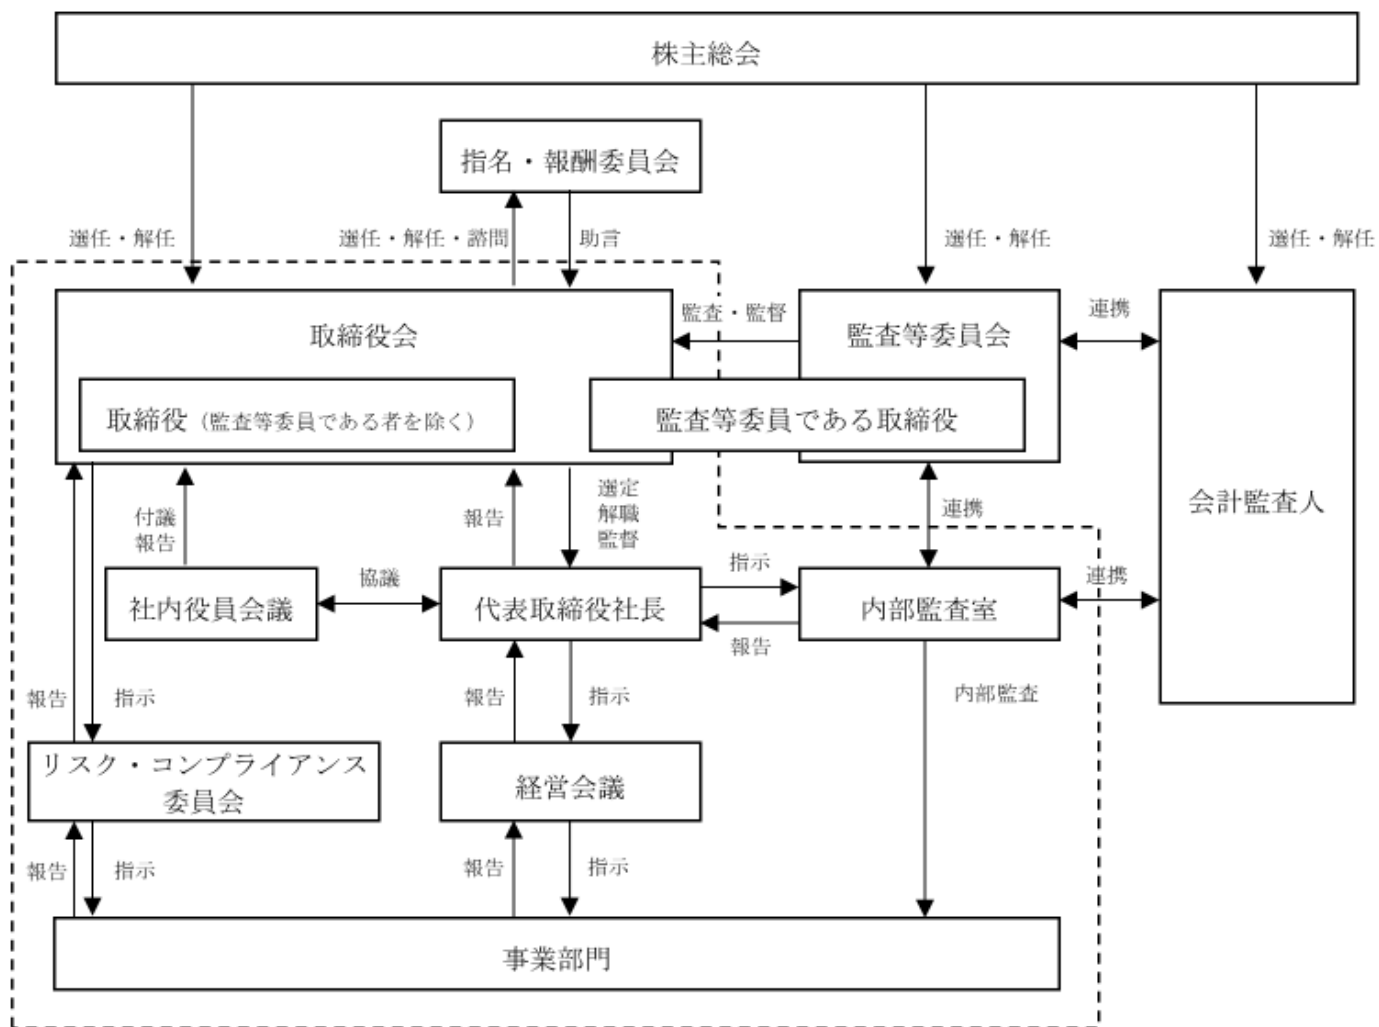 株主総会
指名・報酬委員会
選任・解任
選任・解任・諮問
助言
選任・解任
選任・解任
取締役会
監査・監督
監査等委員会
連携
取締役（監査等委員である者を除く）
監査等委員である取締役
会計監査人
付議
報告
報告
選定
解職
監督
連携
社内役員会議
協議
代表取締役社長
指示
報告
内部監査室
連携
報告
指示
報告
指示
内部監査
リスク・コンプライアンス
委員会
経営会議
報告
指示
報告
指示
事業部門